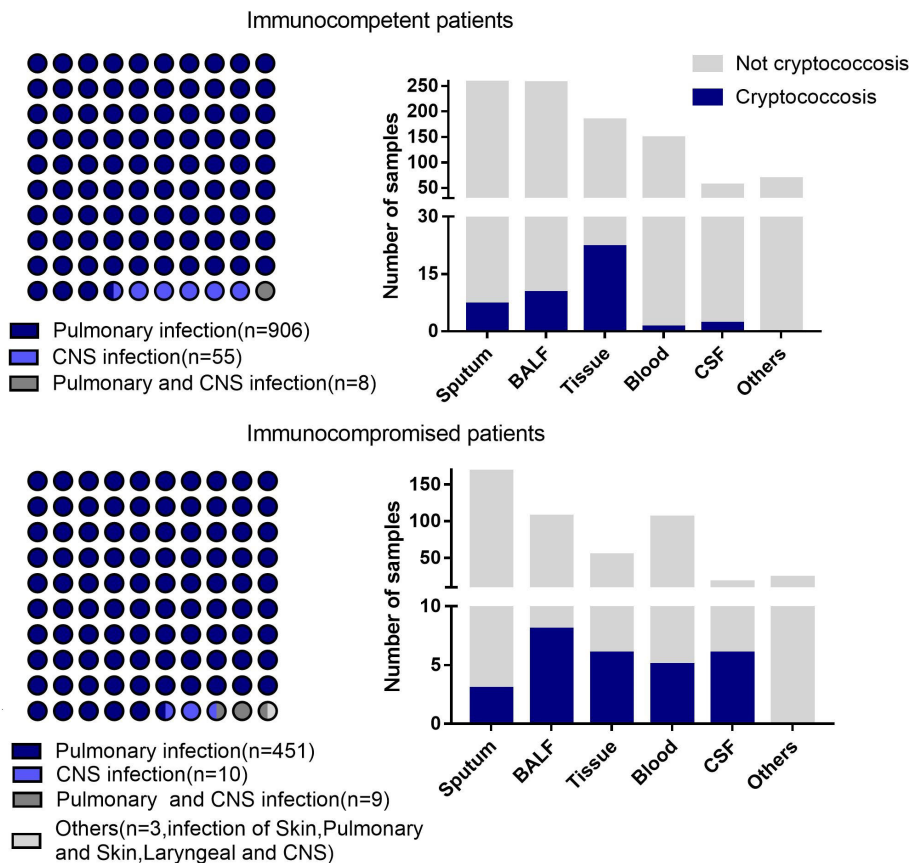 Immunocompetent patients
Not cryptococcosis
Cryptococcosis
Number of samples
250
200
150
100
50
30
15
0
Sputum
BALF
Tissue
Blood
CSF
Others
Pulmonary infection(n=906)
CNS infection(n=55)
Pulmonary and CNS infection(n=8)
Immunocompromised patients
Number of samples
150
100
50
10
5
0
Sputum
BALF
Tissue
Blood
CSF
Others
Pulmonary infection(n=451)
CNS infection(n=10)
Pulmonary  and CNS infection(n=9)
Others(n=3,infection of Skin,Pulmonary
and Skin,Laryngeal and CNS)